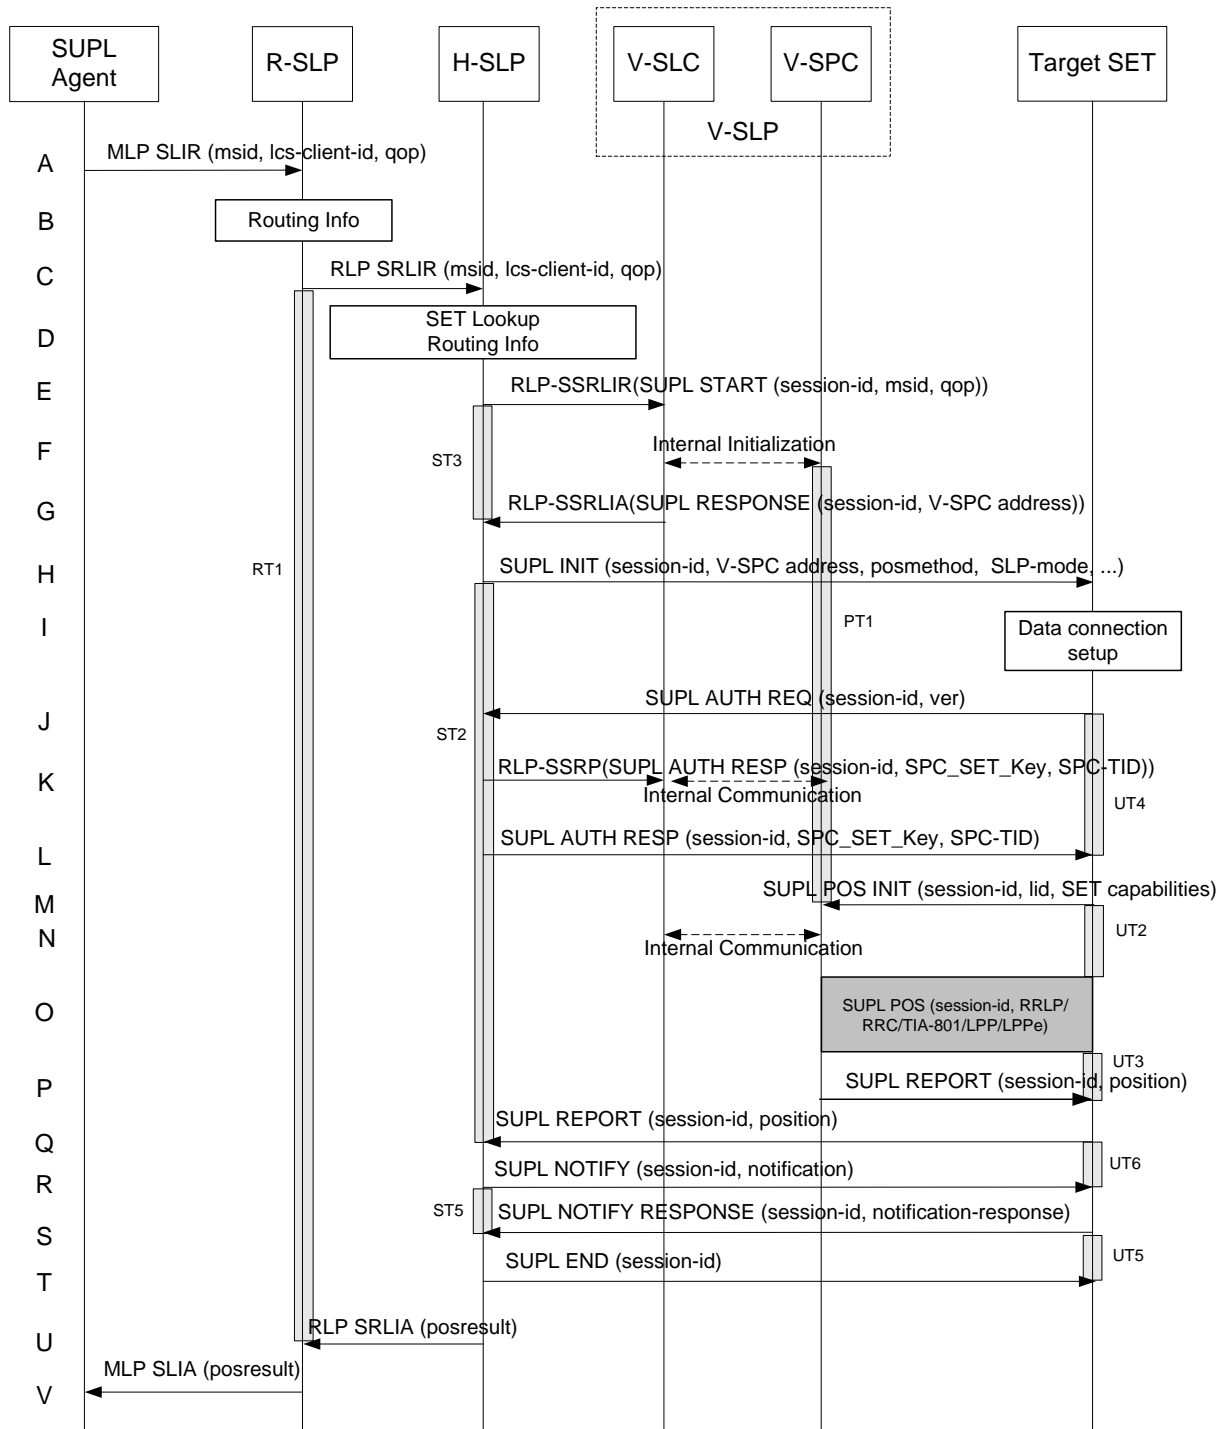 SUPL
Agent
R-SLP
H-SLP
V-SLC
V-SPC
Target SET
V-SLP
A
MLP SLIR (msid, lcs-client-id, qop)
B
Routing Info
C
RLP SRLIR (msid, lcs-client-id, qop)
D
SET Lookup
Routing Info
E
RLP-SSRLIR(SUPL START (session-id, msid, qop))
F
ST3
Internal Initialization
G
RLP-SSRLIA(SUPL RESPONSE (session-id, V-SPC address))
H
RT1
SUPL INIT (session-id, V-SPC address, posmethod, SLP-mode, ...)
I
PT1
Data connection
setup
J
ST2
SUPL AUTH REQ (session-id, ver)
K
RLP-SSRP(SUPL AUTH RESP (session-id, SPC_SET_Key, SPC-TID))
Internal Communication
UT4
L
SUPL AUTH RESP (session-id, SPC_SET_Key, SPC-TID)
M
SUPL POS INIT (session-id, lid, SET capabilities)
N
Internal Communication
UT2
O
SUPL POS (session-id, RRLP/
RRC/TIA-801/LPP/LPPe)
UT3
P
SUPL REPORT (session-id, position)
Q
SUPL REPORT (session-id, position)
UT6
R
SUPL NOTIFY (session-id, notification)
ST5
S
SUPL NOTIFY RESPONSE (session-id, notification-response)
UT5
T
SUPL END (session-id)
U
RLP SRLIA (posresult)
V
MLP SLIA (posresult)